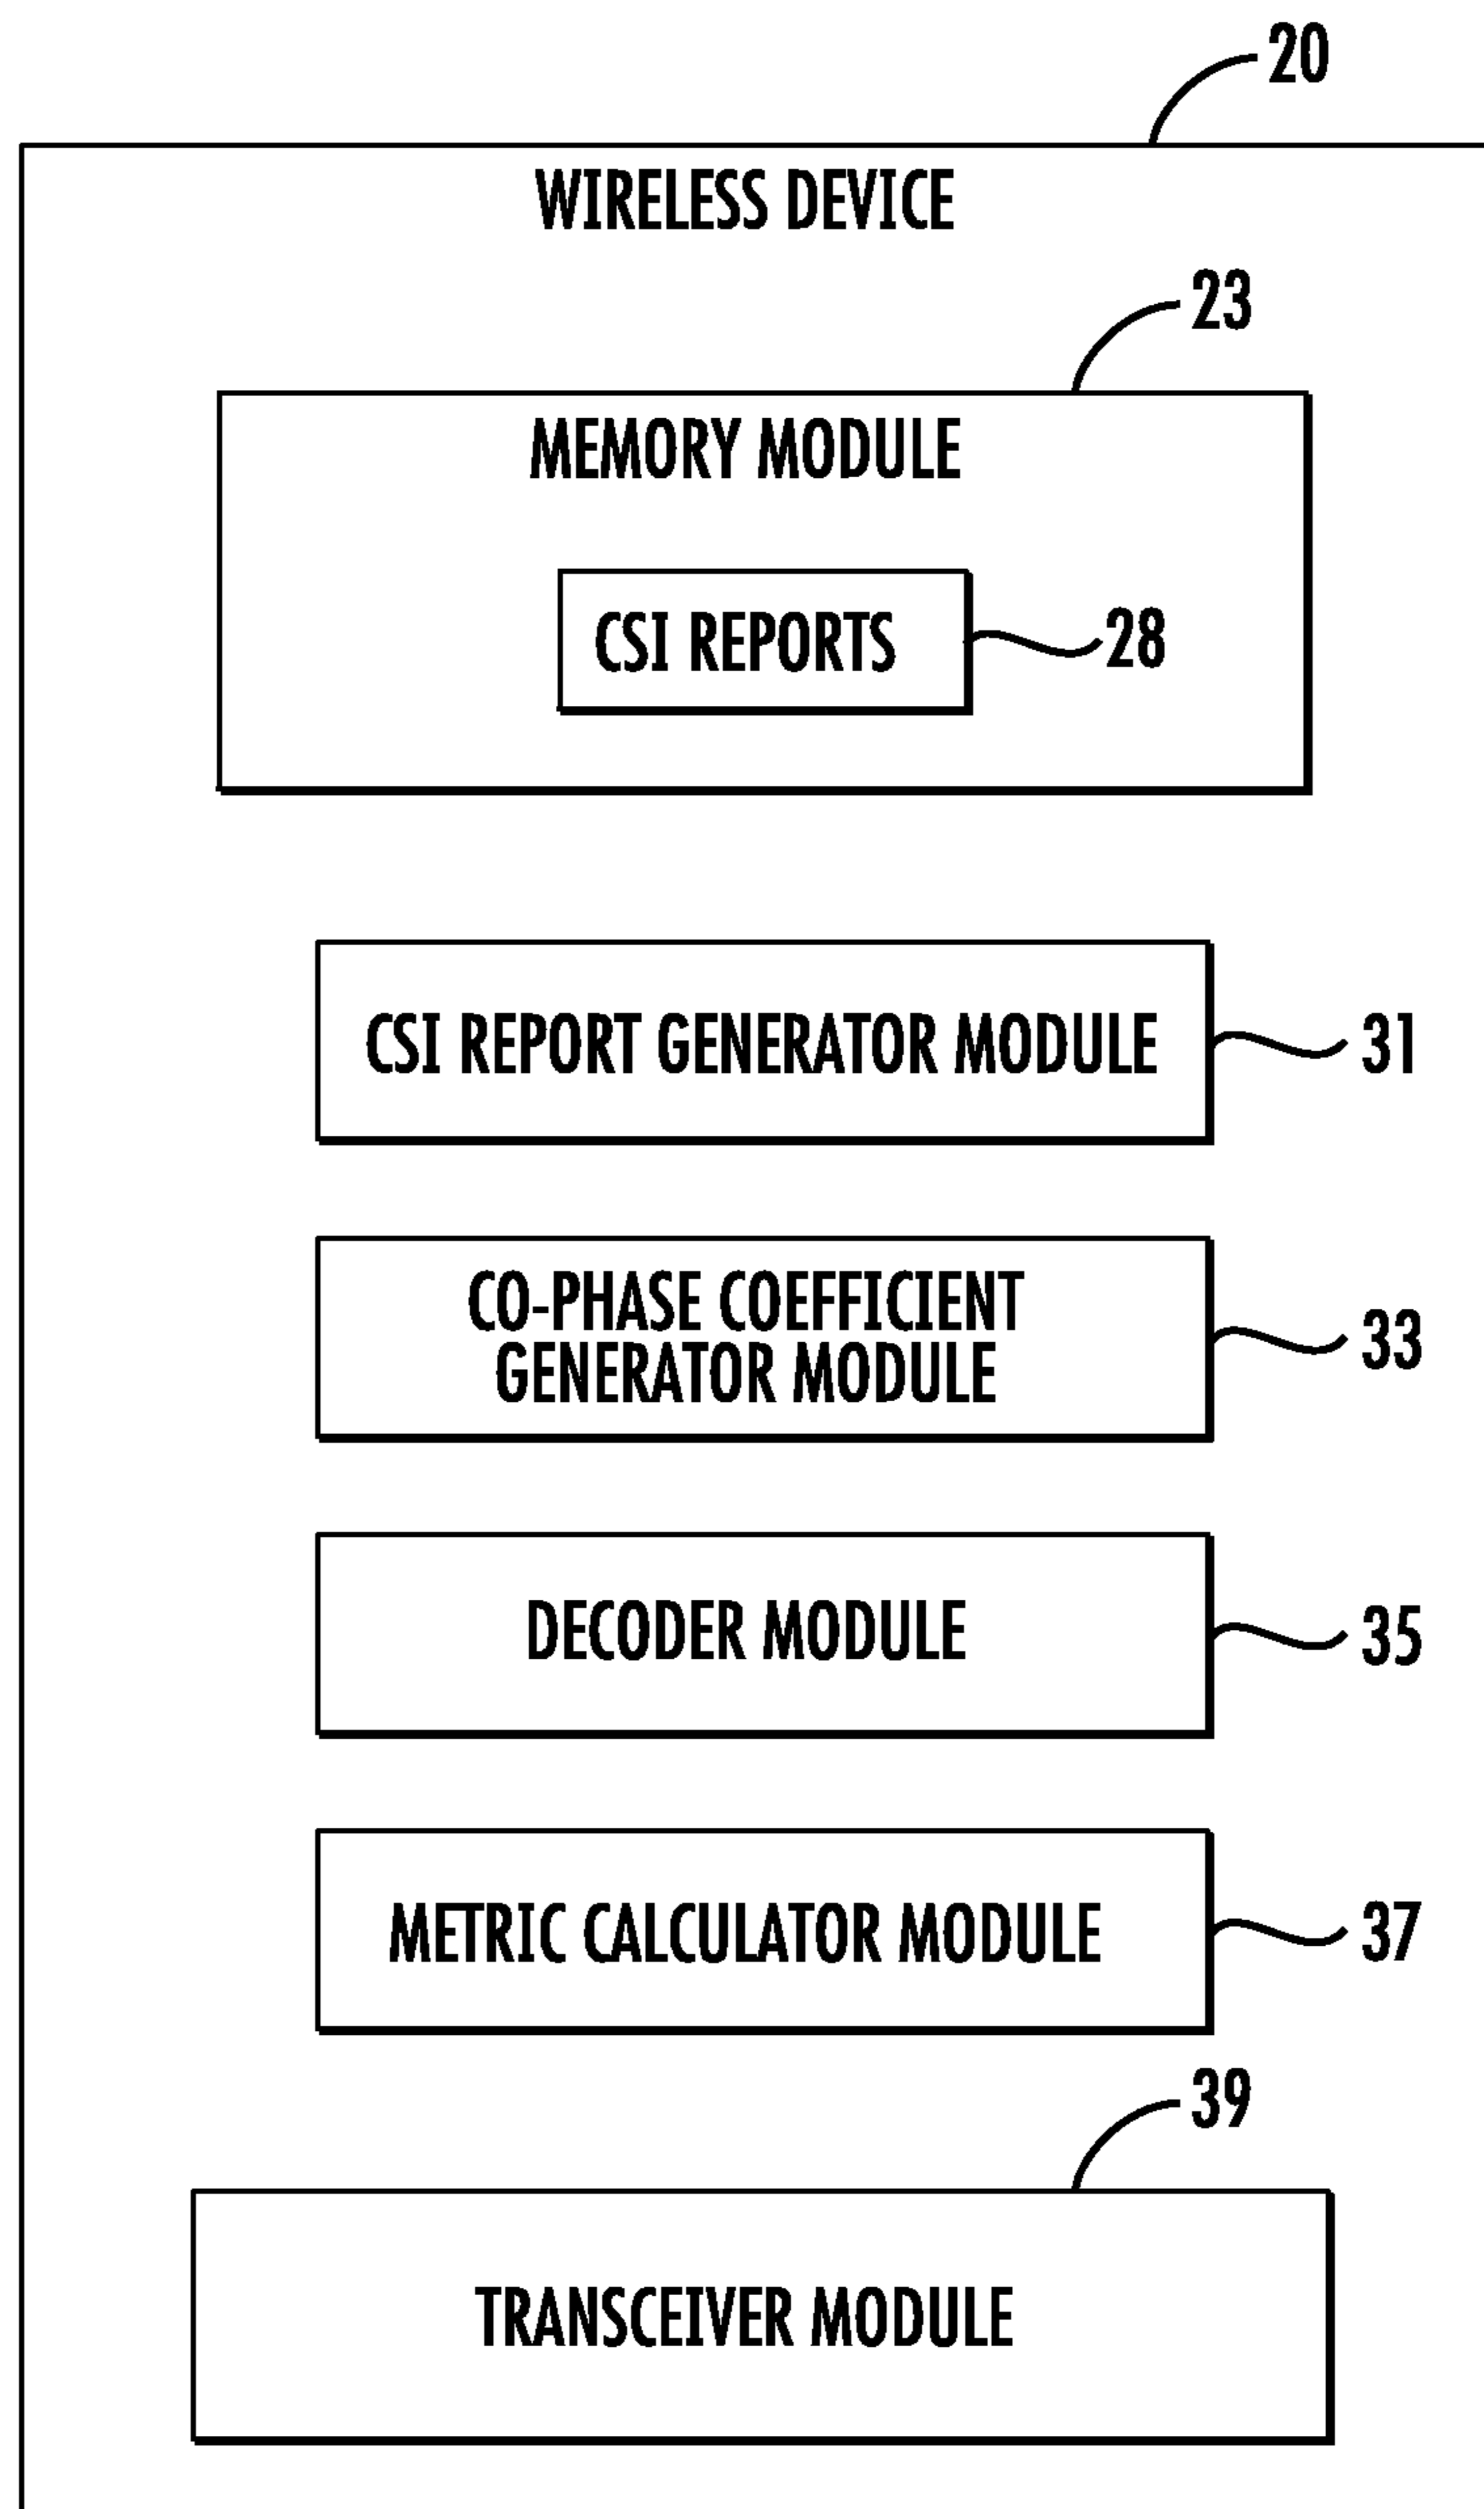 20
WIRELESS DEVICE
23
MEMORY MODULE
CSI REPORTS
28
CSI REPORT GENERATOR MODULE
31
CO-PHASE COEFFICIENT
GENERATOR MODULE
33
DECODER MODULE
35
METRIC CALCULATOR MODULE
37
39
TRANSCEIVER MODULE